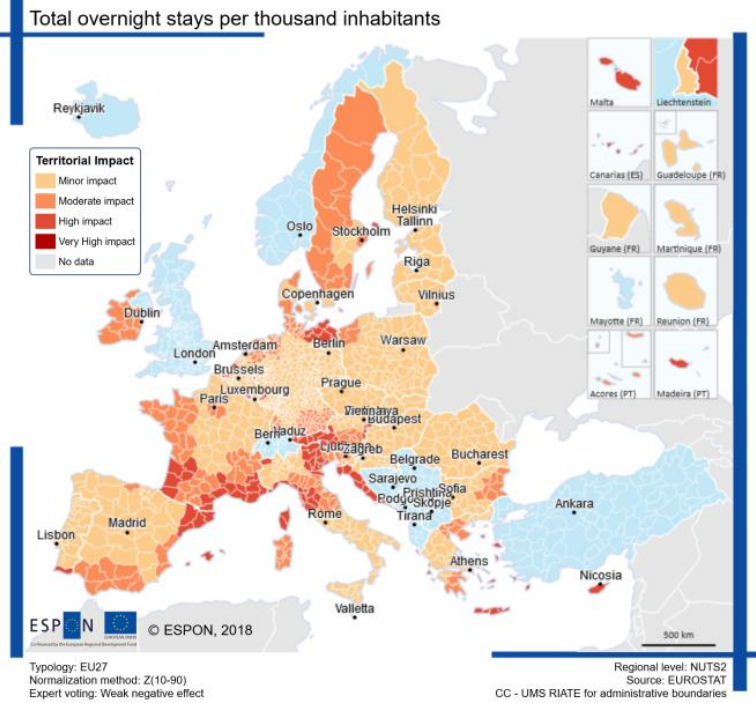 Total overnight stays per thousand inhabitants
Reykjavik
Territorial Impact
Minor impact
Moderate impact
High impact
Very High impact
No data
Malta
Liechtenstein
Canarias (ES)
Guadeloupe (FR)
Guyane (FR)
Martinique (FR)
Mayotte (FR)
Reunion (FR)
Acores (PT)
Madeira (PT)
Oslo
Stockholm
Helsinki
Tallinn
Riga
Vilnius
Copenhagen
Dublin
London
Amsterdam
Berlin
Warsaw
Brussels
Luxembourg
Prague
Paris
Budapest
Bern
Zagreb
Belgrade
Bucharest
Sarajevo
Prishtina
Sofia
Skopje
Tirana
Ankara
Rome
Madrid
Lisbon
Athens
Nicosia
Valletta
ESPON
© ESPON, 2018
500 km
Typology: EU27
Normalization method: Z(10-90)
Expert voting: Weak negative effect
Regional level: NUTS2
Source: EUROSTAT
CC - UMS RIATE for administrative boundaries